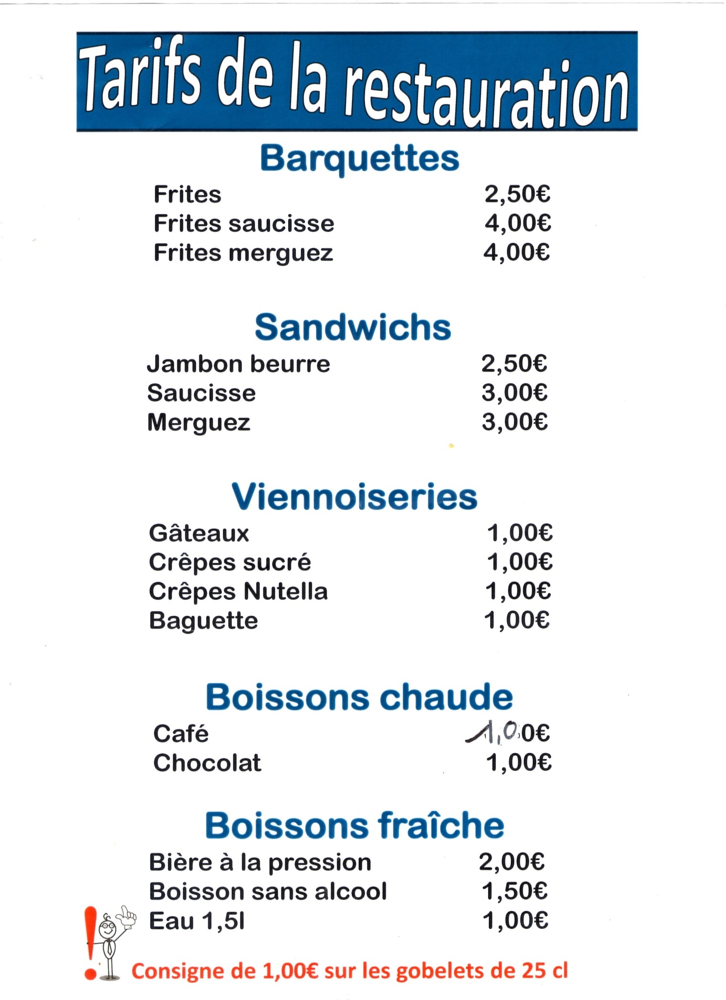 Tarifs de la restauration
Barquettes
Frites 2,50€
Frites saucisse 4,00€
Frites merguez 4,00€
Sandwichs
Jambon beurre 2,50€
Saucisse 3,00€
Merguez 3,00€
Viennoiseries
Gâteaux 1,00€
Crêpes sucré 1,00€
Crêpes Nutella 1,00€
Baguette 1,00€
Boissons chaude
Café 1,00€
Chocolat 1,00€
Boissons fraîche
Bière à la pression 2,00€
Boisson sans alcool 1,50€
Eau 1,5l 1,00€
Consigne de 1,00€ sur les gobelets de 25 cl